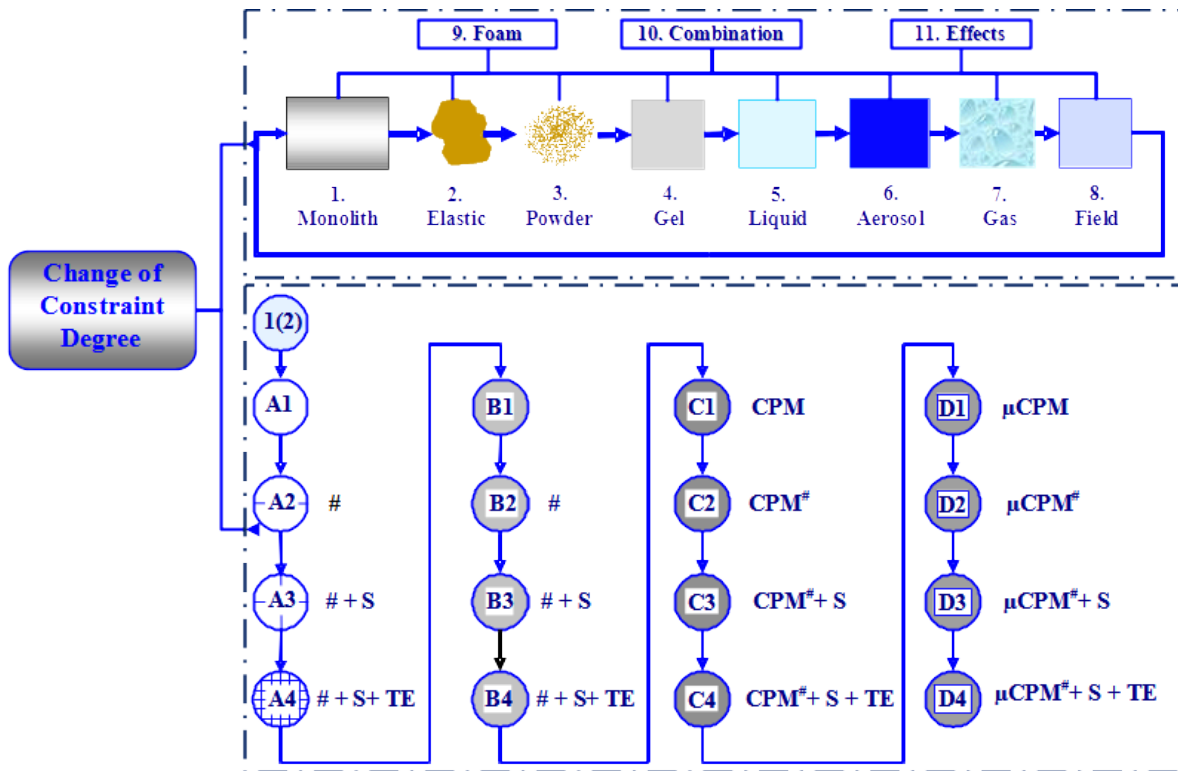 9. Foam
10. Combination
11. Effects
1.
Monolith
2.
Elastic
3.
Powder
4.
Gel
5.
Liquid
6.
Aerosol
7.
Gas
8.
Field
Change of
Constraint
Degree
1(2)
A1
B1
C1 CPM
D1 μCPM
A2 #
B2 #
C2 CPM#
D2 μCPM#
A3 # + S
B3 # + S
C3 CPM#+ S
D3 μCPM#+ S
A4 # + S+ TE
B4 # + S+ TE
C4 CPM#+ S + TE
D4 μCPM#+ S + TE